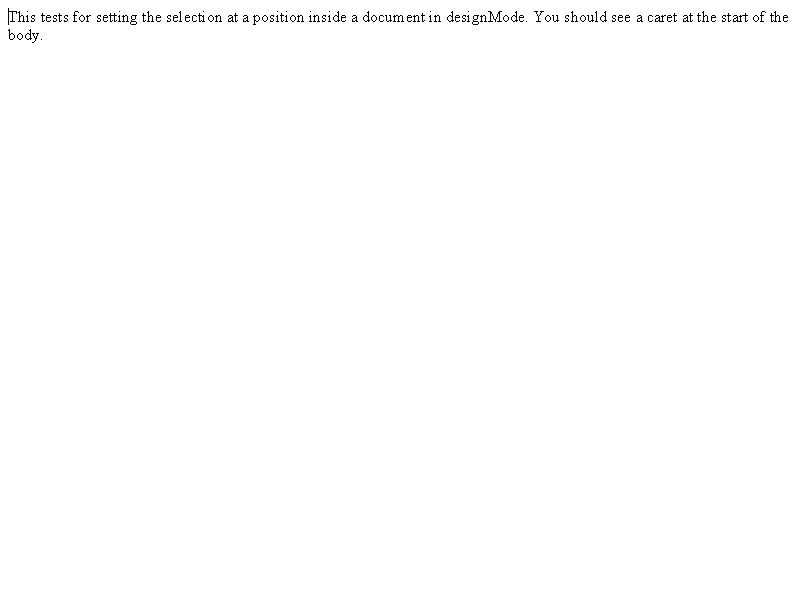 This tests for setting the selection at a position inside a document in designMode. You should see a caret at the start of the
body.